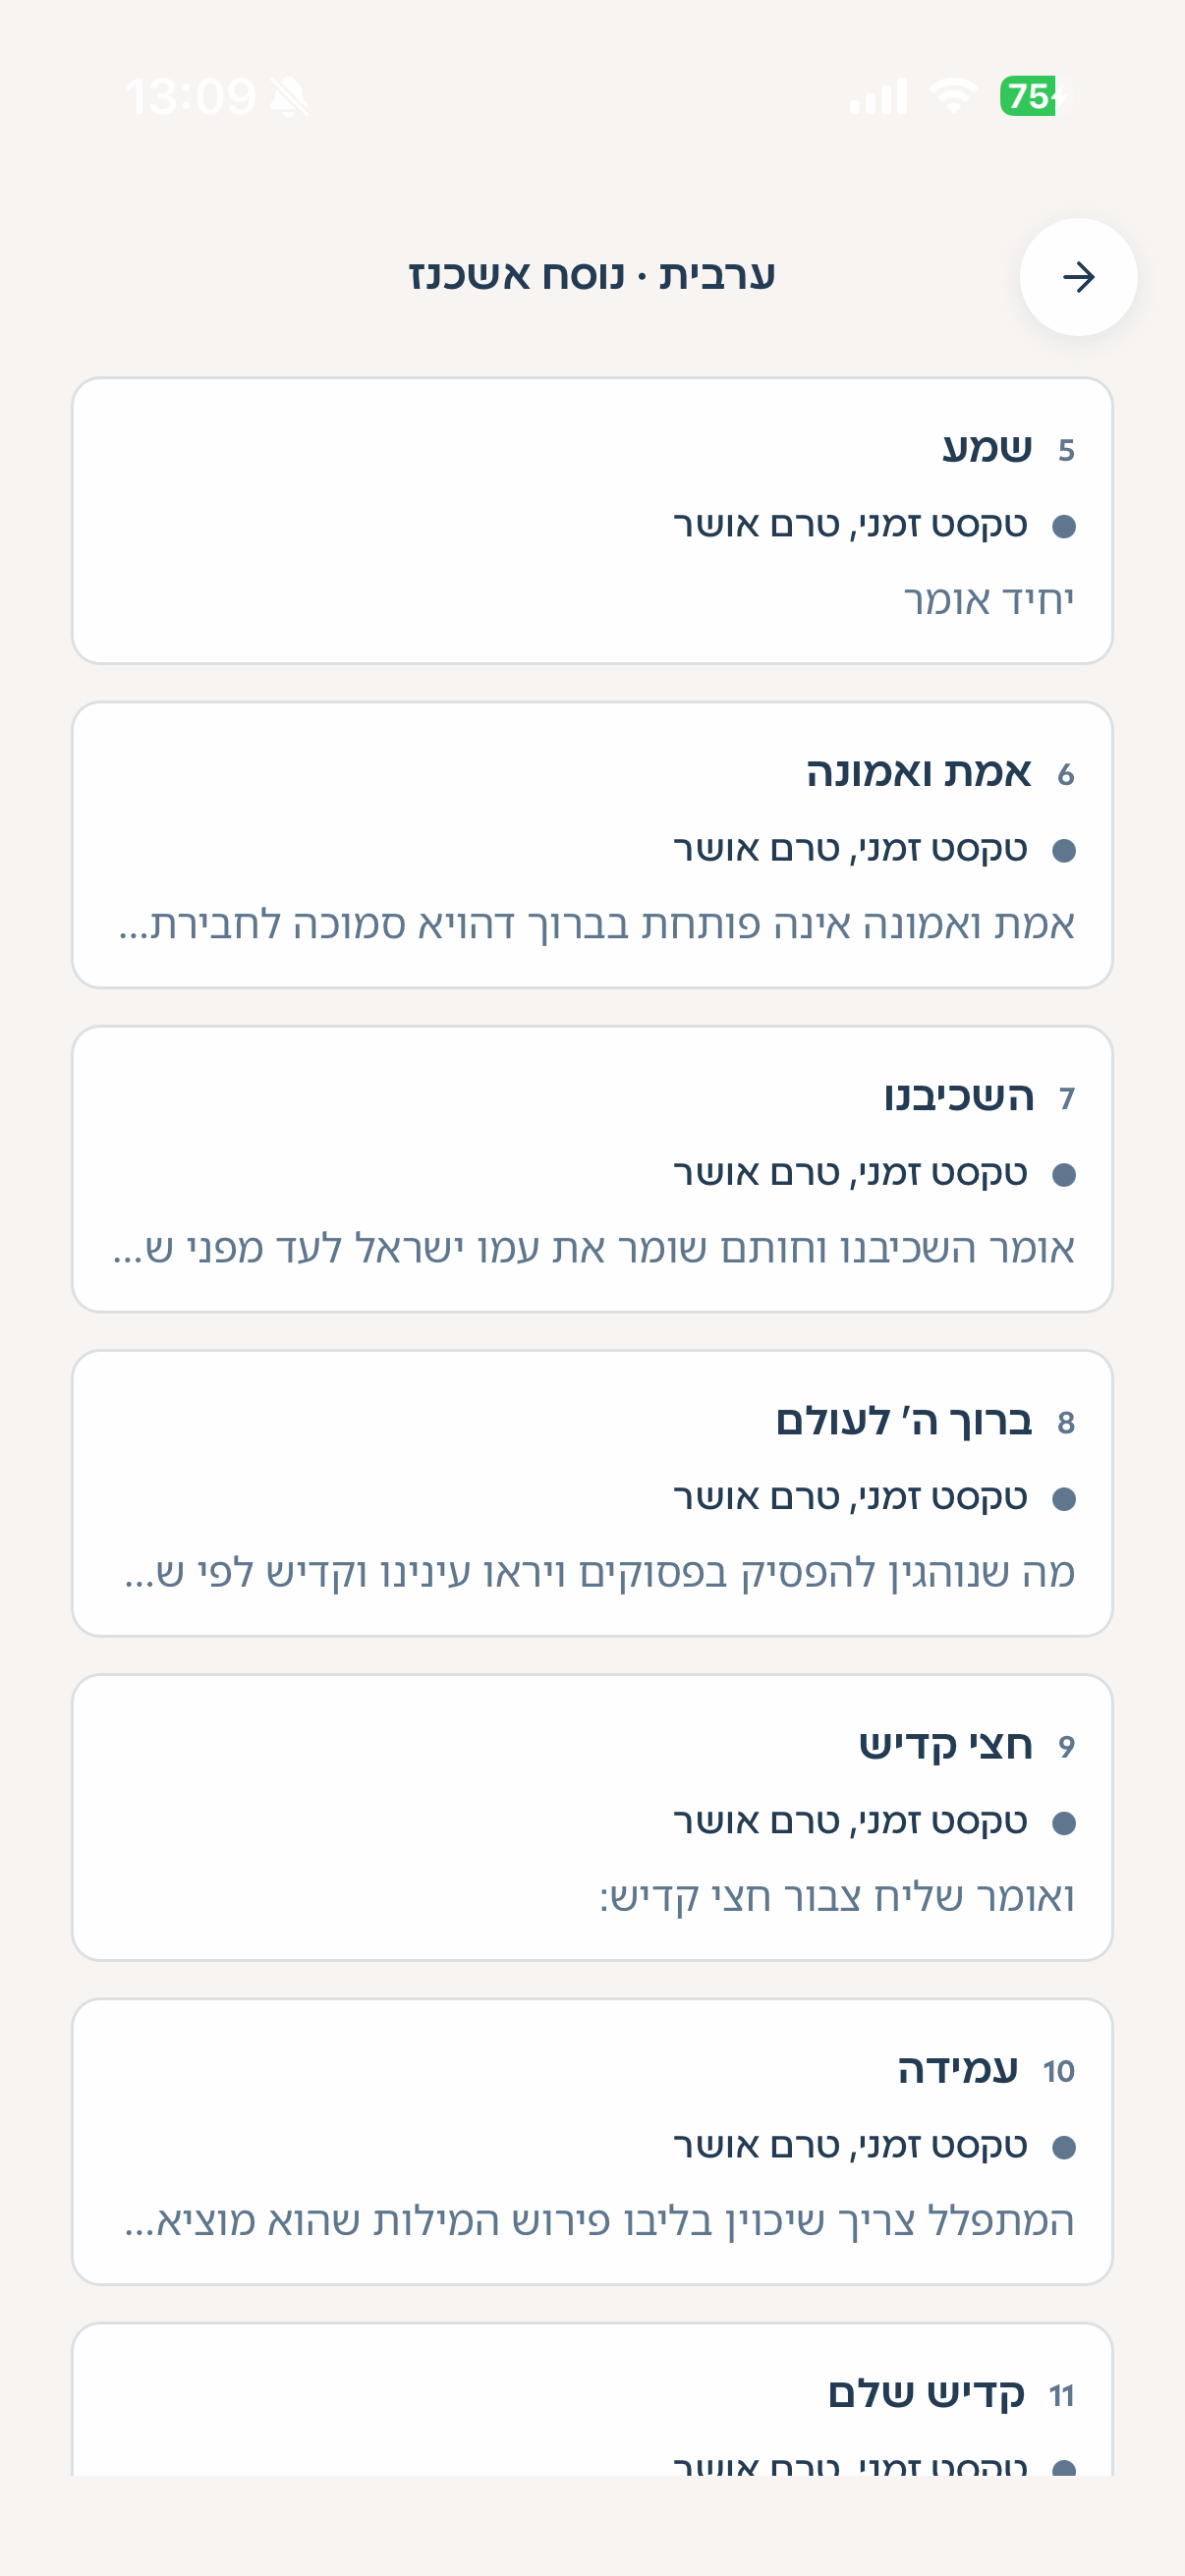 13:09
75
ערבית · נוסח אשכנז
5 שמע
טקסט זמני, טרם אושר
יחיד אומר
6 אמת ואמונה
טקסט זמני, טרם אושר
אמת ואמונה אינה פותחת בברוך דהויא סמוכה לחבירת...
7 השכיבנו
טקסט זמני, טרם אושר
אומר השכיבנו וחותם שומר את עמו ישראל לעד מפני ש...
8 ברוך ה׳ לעולם
טקסט זמני, טרם אושר
מה שנוהגין להפסיק בפסוקים ויראו עינינו וקדיש לפי ש...
9 חצי קדיש
טקסט זמני, טרם אושר
ואומר שליח צבור חצי קדיש:
10 עמידה
טקסט זמני, טרם אושר
המתפלל צריך שיכוין בליבו פירוש המילות שהוא מוציא...
11 קדיש שלם
טקסט זמני, טרם אושר